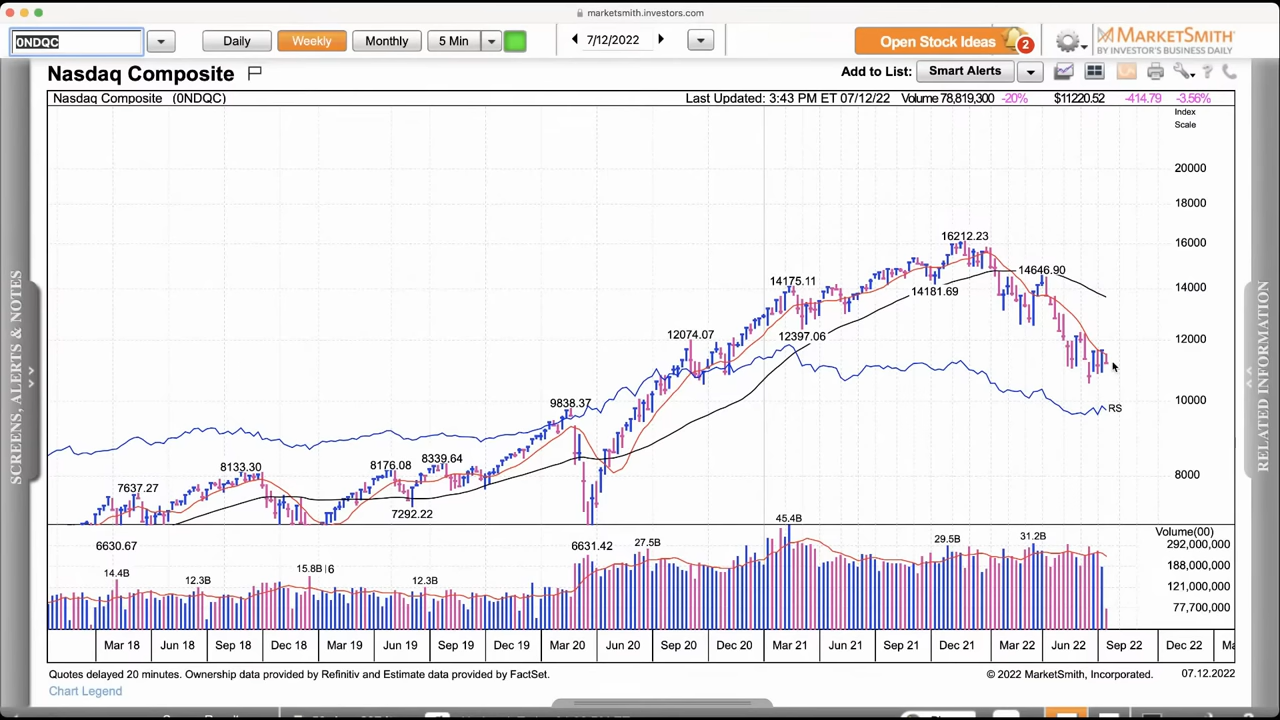 marketsmith.investors.com
0NDQC
Daily
Weekly
Monthly
5 Min
7/12/2022
Open Stock Ideas
2
MARKETSMITH
BY INVESTOR'S BUSINESS DAILY
Nasdaq Composite
Add to List:
Smart Alerts
Nasdaq Composite (0NDQC)
Last Updated: 3:43 PM ET 07/12/22 Volume 78,819,300 -20% $11220.52 -414.79 -3.56%
Index
Scale
20000
18000
16000
14000
12000
10000
8000
16212.23
14646.90
14175.11
14181.69
12074.07
12397.06
9838.37
RS
8133.30
8176.08
8339.64
7637.27
7292.22
6630.67
6631.42
45.4B
Volume(00)
27.5B
29.5B
31.2B
292,000,000
188,000,000
121,000,000
77,700,000
14.4B
12.3B
15.8B
6
12.3B
Mar 18
Jun 18
Sep 18
Dec 18
Mar 19
Jun 19
Sep 19
Dec 19
Mar 20
Jun 20
Sep 20
Dec 20
Mar 21
Jun 21
Sep 21
Dec 21
Mar 22
Jun 22
Sep 22
Dec 22
Quotes delayed 20 minutes. Ownership data provided by Refinitiv and Estimate data provided by FactSet.
© 2022 MarketSmith, Incorporated.
07.12.2022
Chart Legend
SCREENS, ALERTS & NOTES
RELATED INFORMATION